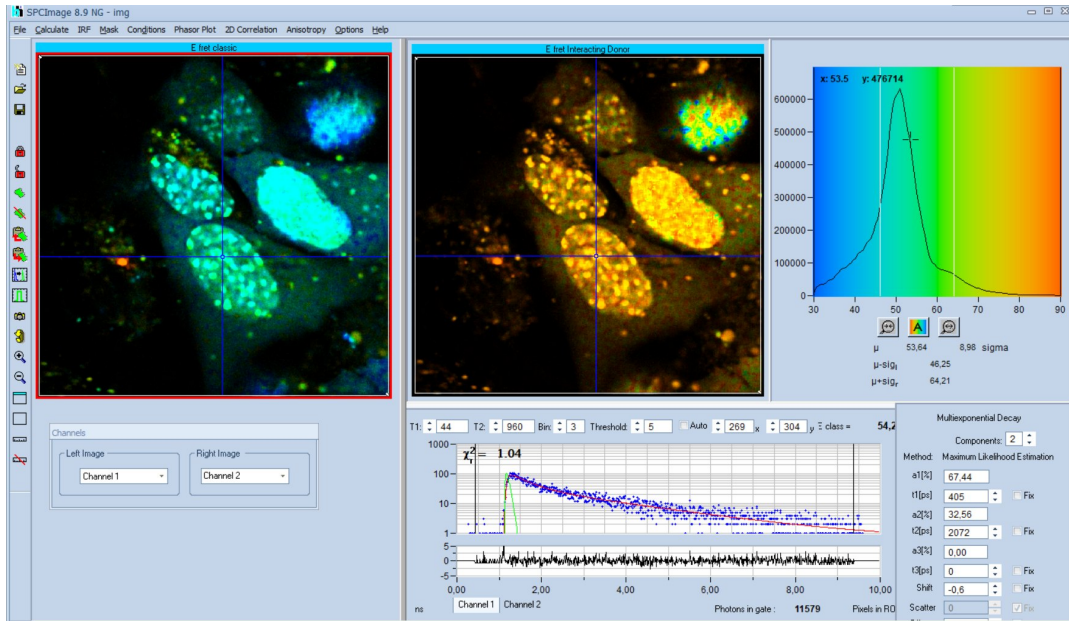 SPCImage 8.9 NG - img
File Calculate IRF Mask Conditions Phasor Plot 2D Correlation Anisotropy Options Help
E fret classic
E fret Interacting Donor
x: 53.5 y: 476714
600000
500000
400000
300000
200000
100000
0
30 40 50 60 70 80 90
A
μ 53,64 8,98 sigma
μ-sigl 46,25
μ+sigr 64,21
Channels
Left Image
Channel 1
Right Image
Channel 2
T1: 44 T2: 960 Bin: 3 Threshold: 5 Auto 269 x 304 y Ξ class = 54,2
χ²r = 1.04
1000
100
10
1
5
0
-5
0,00 2,00 4,00 6,00 8,00 10,00
ns Channel 1 Channel 2 Photons in gate : 11579 Pixels in RO
Multiexponential Decay
Components: 2
Method: Maximum Likelihood Estimation
a1[%] 67,44
t1[ps] 405 Fix
a2[%] 32,56
t2[ps] 2072 Fix
a3[%] 0,00
t3[ps] 0 Fix
Shift -0,6 Fix
Scatter 0 Fix